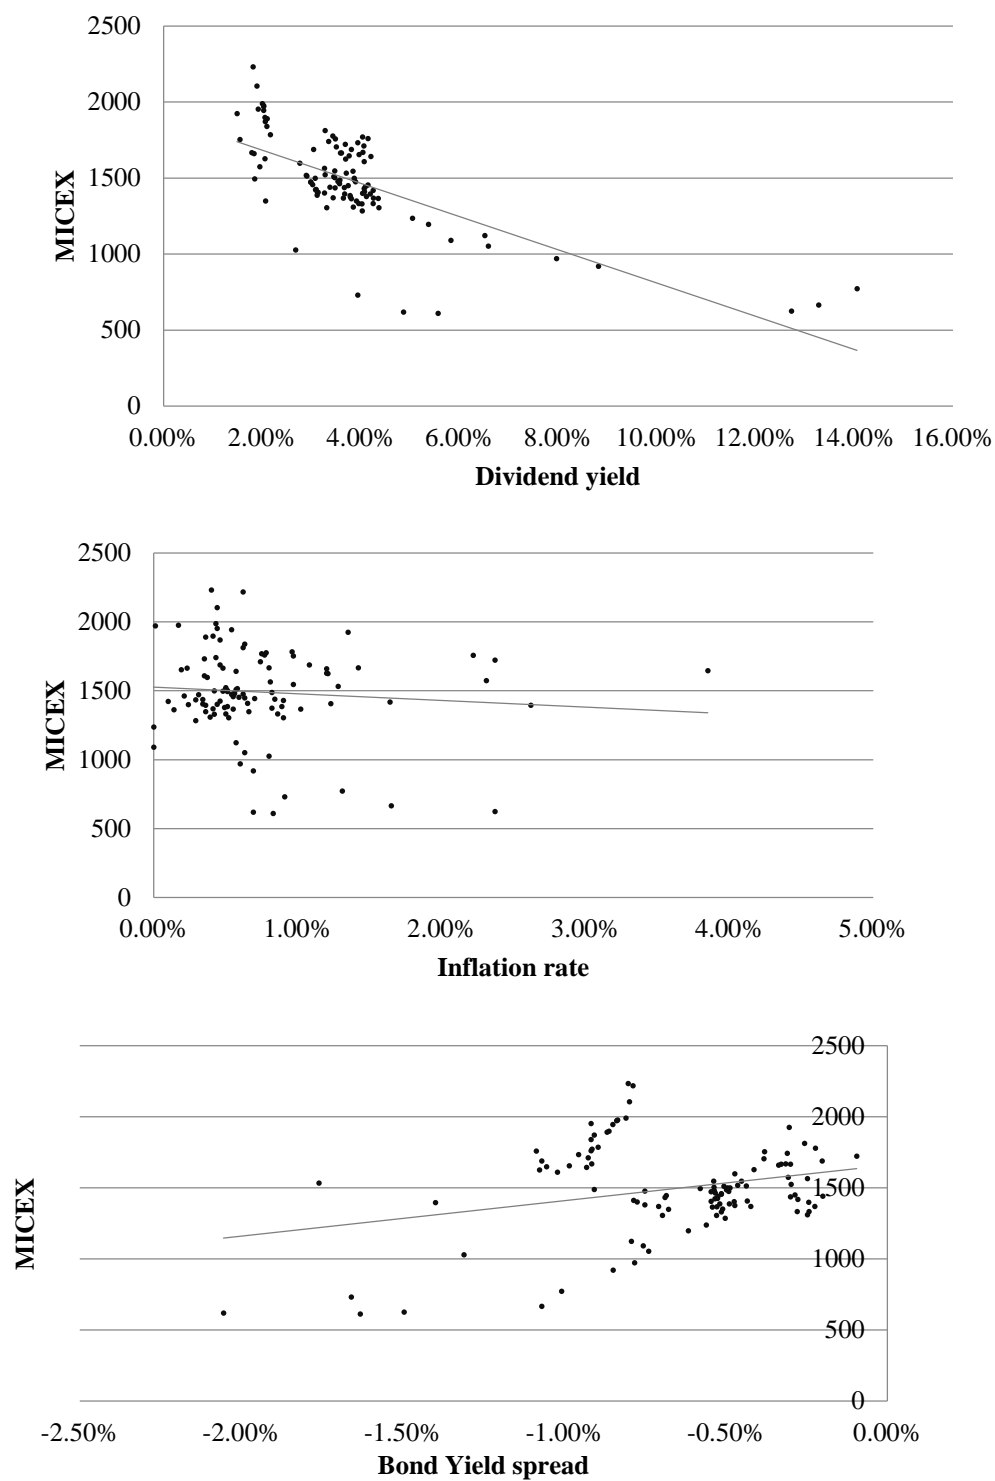 2500
2000
1500
1000
500
0
MICEX
0.00% 2.00% 4.00% 6.00% 8.00% 10.00% 12.00% 14.00% 16.00%
Dividend yield
2500
2000
1500
1000
500
0
MICEX
0.00% 1.00% 2.00% 3.00% 4.00% 5.00%
Inflation rate
2500
2000
1500
1000
500
0
MICEX
-2.50% -2.00% -1.50% -1.00% -0.50% 0.00%
Bond Yield spread